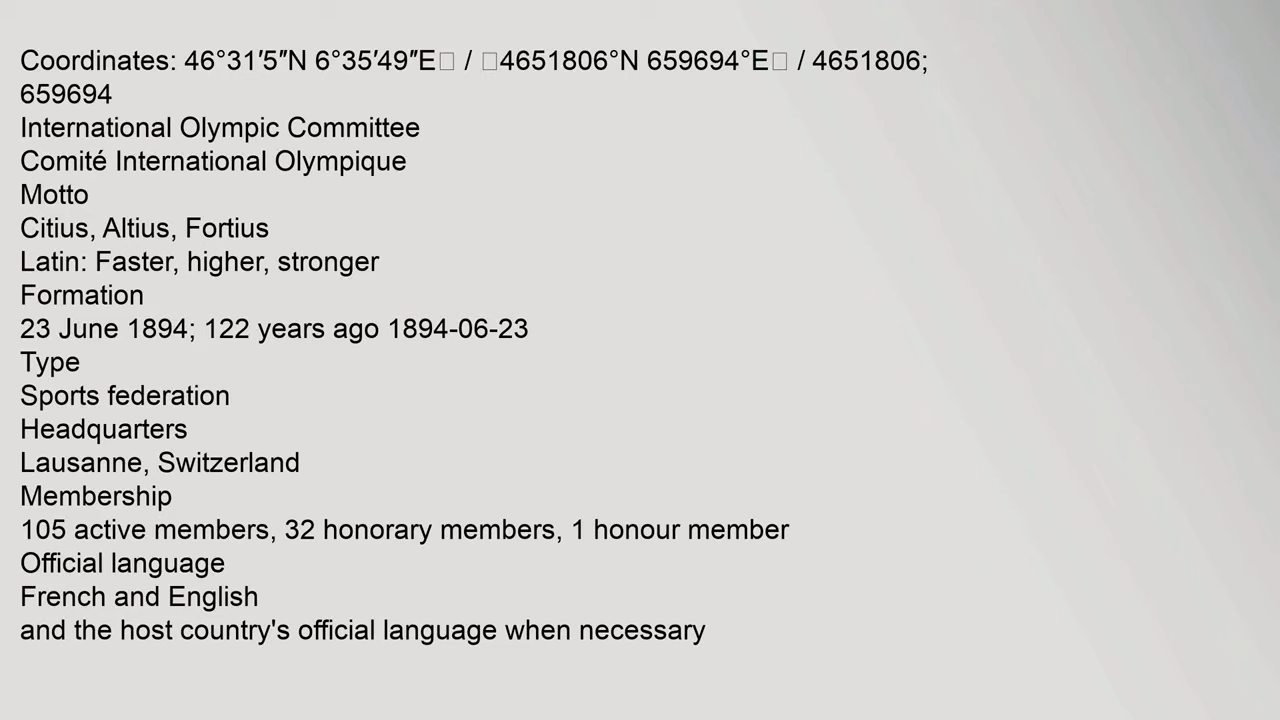 Coordinates: 46°31′5″N 6°35′49″E□ / □4651806°N 659694°E□ / 4651806;
659694
International Olympic Committee
Comité International Olympique
Motto
Citius, Altius, Fortius
Latin: Faster, higher, stronger
Formation
23 June 1894; 122 years ago 1894-06-23
Type
Sports federation
Headquarters
Lausanne, Switzerland
Membership
105 active members, 32 honorary members, 1 honour member
Official language
French and English
and the host country's official language when necessary